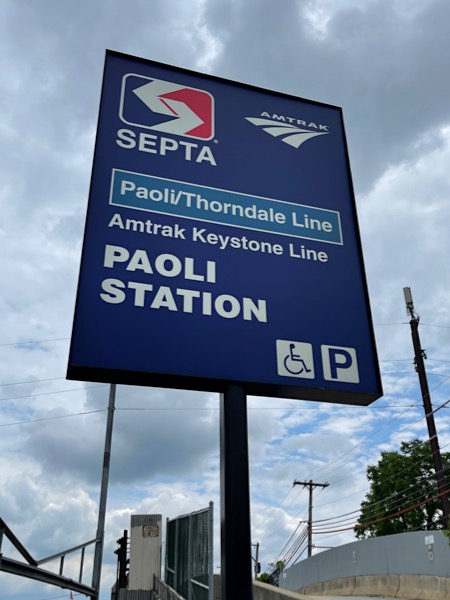 SEPTA
AMTRAK
Paoli/Thorndale Line
Amtrak Keystone Line
PAOLI
STATION
P